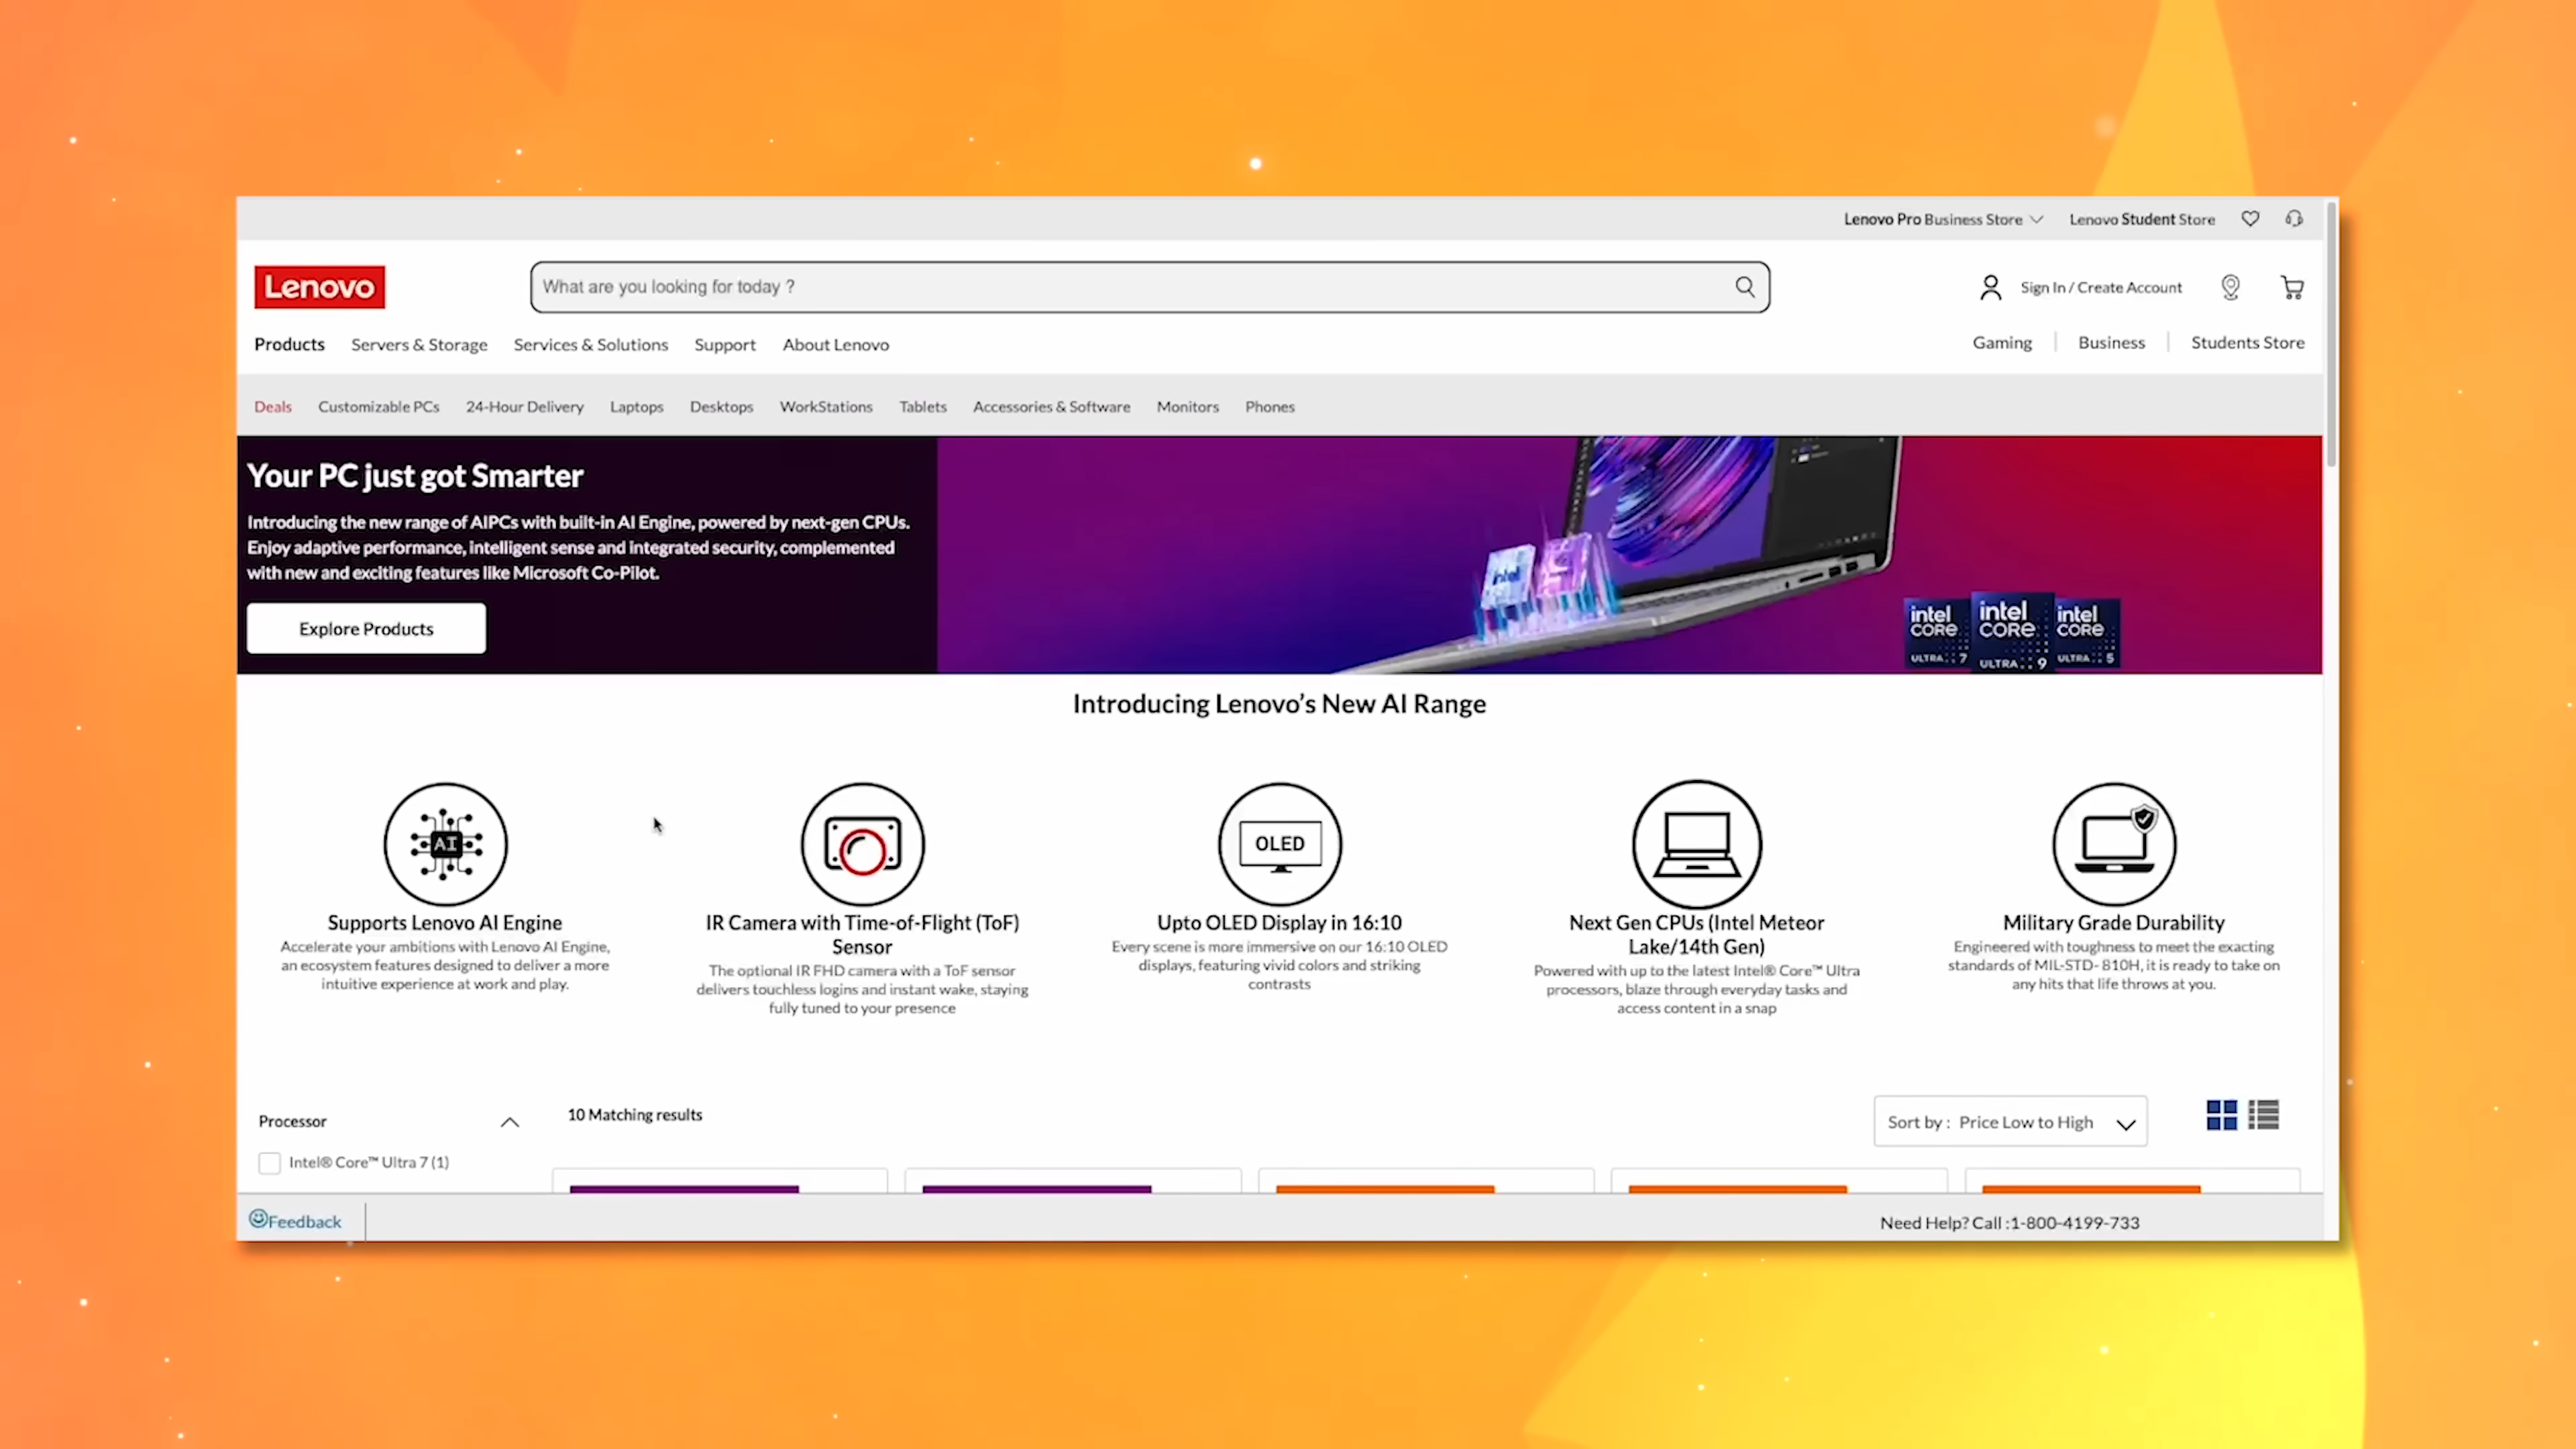 Lenovo Pro Business Store Lenovo Student Store
Lenovo
What are you looking for today ?
Sign In / Create Account
Products Servers & Storage Services & Solutions Support About Lenovo
Gaming Business Students Store
Deals Customizable PCs 24-Hour Delivery Laptops Desktops WorkStations Tablets Accessories & Software Monitors Phones
Your PC just got Smarter
Introducing the new range of AIPCs with built-in AI Engine, powered by next-gen CPUs.
Enjoy adaptive performance, intelligent sense and integrated security, complemented
with new and exciting features like Microsoft Co-Pilot.
Explore Products
intel
intel CORE ULTRA 7
intel CORE ULTRA 9
intel CORE ULTRA 5
Introducing Lenovo's New AI Range
AI
Supports Lenovo AI Engine
Accelerate your ambitions with Lenovo AI Engine,
an ecosystem features designed to deliver a more
intuitive experience at work and play.
IR Camera with Time-of-Flight (ToF)
Sensor
The optional IR FHD camera with a ToF sensor
delivers touchless logins and instant wake, staying
fully tuned to your presence
OLED
Upto OLED Display in 16:10
Every scene is more immersive on our 16:10 OLED
displays, featuring vivid colors and striking
contrasts
Next Gen CPUs (Intel Meteor
Lake/14th Gen)
Powered with up to the latest Intel® Core™ Ultra
processors, blaze through everyday tasks and
access content in a snap
Military Grade Durability
Engineered with toughness to meet the exacting
standards of MIL-STD- 810H, it is ready to take on
any hits that life throws at you.
Processor
10 Matching results
Sort by : Price Low to High
Intel® Core™ Ultra 7 (1)
Feedback
Need Help? Call :1-800-4199-733